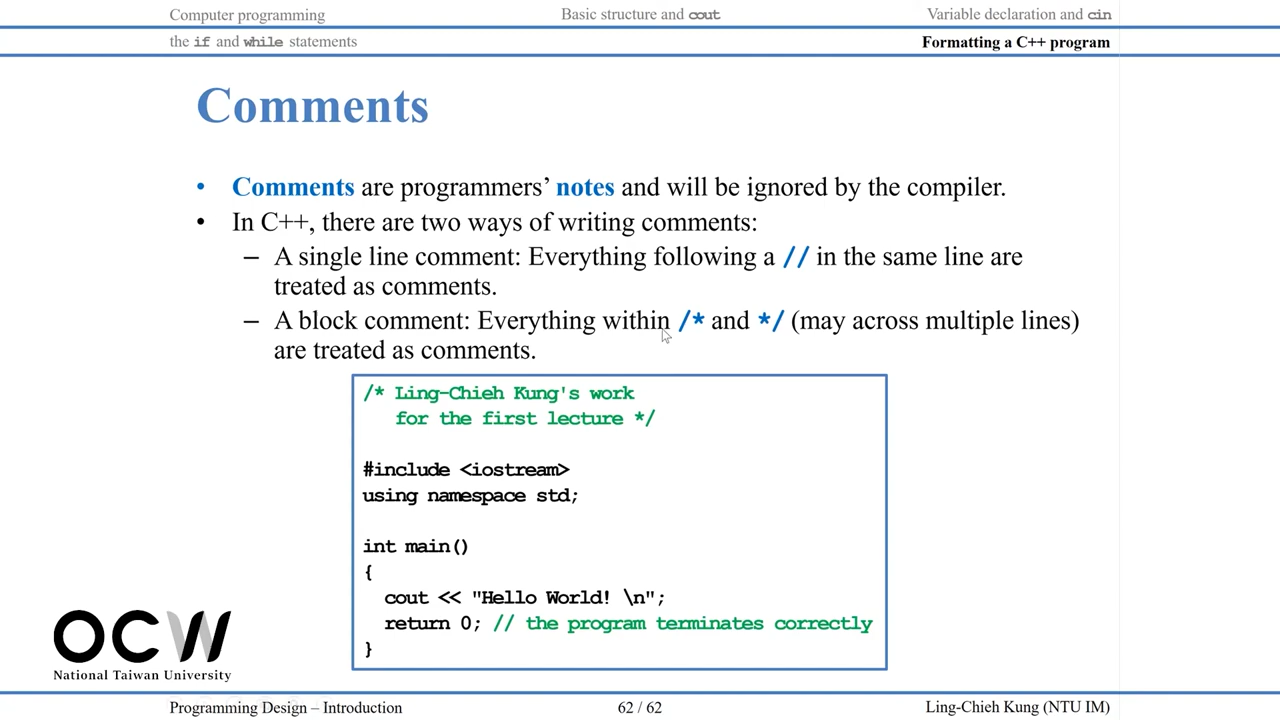 Computer programming Basic structure and cout Variable declaration and cin
the if and while statements Formatting a C++ program
Comments
• Comments are programmers' notes and will be ignored by the compiler.
• In C++, there are two ways of writing comments:
– A single line comment: Everything following a // in the same line are
treated as comments.
– A block comment: Everything within /* and */ (may across multiple lines)
are treated as comments.
/* Ling-Chieh Kung's work
for the first lecture */
#include <iostream>
using namespace std;
int main()
{
cout << "Hello World! \n";
return 0; // the program terminates correctly
}
OCW
National Taiwan University
Programming Design – Introduction 62 / 62 Ling-Chieh Kung (NTU IM)